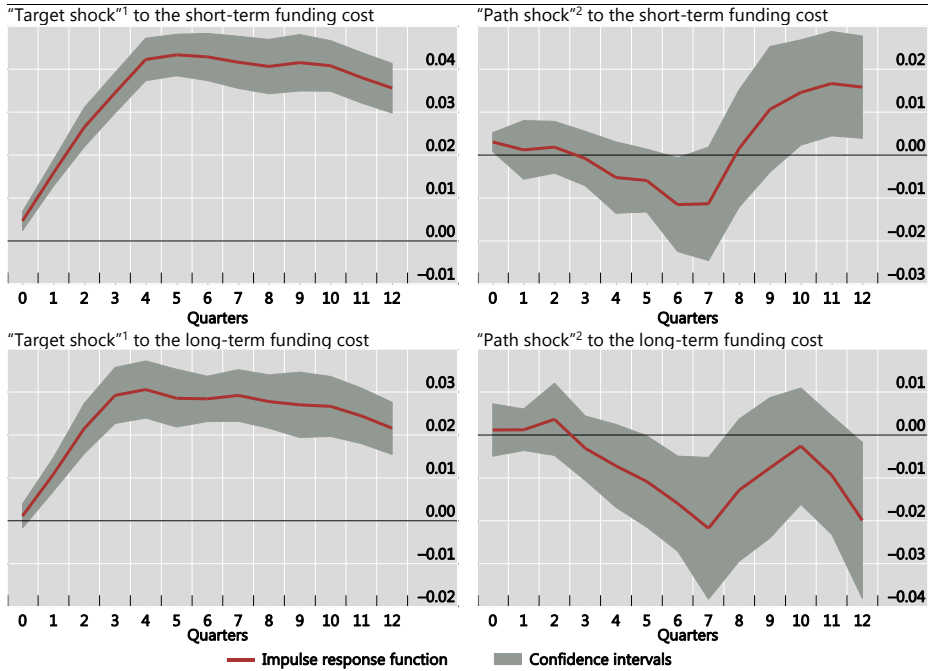 “Target shock”1 to the short-term funding cost
0.04
0.03
0.02
0.01
0.00
–0.01
0 1 2 3 4 5 6 7 8 9 10 11 12
Quarters
“Path shock”2 to the short-term funding cost
0.02
0.01
0.00
–0.01
–0.02
–0.03
0 1 2 3 4 5 6 7 8 9 10 11 12
Quarters
“Target shock”1 to the long-term funding cost
0.03
0.02
0.01
0.00
–0.01
–0.02
0 1 2 3 4 5 6 7 8 9 10 11 12
Quarters
“Path shock”2 to the long-term funding cost
0.01
0.00
–0.01
–0.02
–0.03
–0.04
0 1 2 3 4 5 6 7 8 9 10 11 12
Quarters
Impulse response function
Confidence intervals